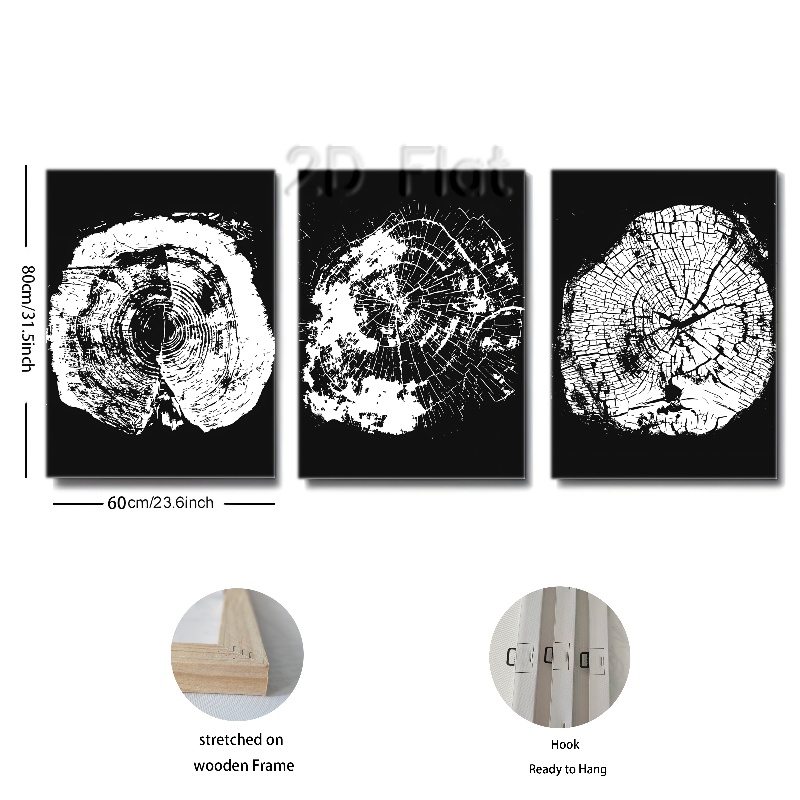 2D Flat
80cm/31.5inch
60cm/23.6inch
stretched on
wooden Frame
Hook
Ready to Hang